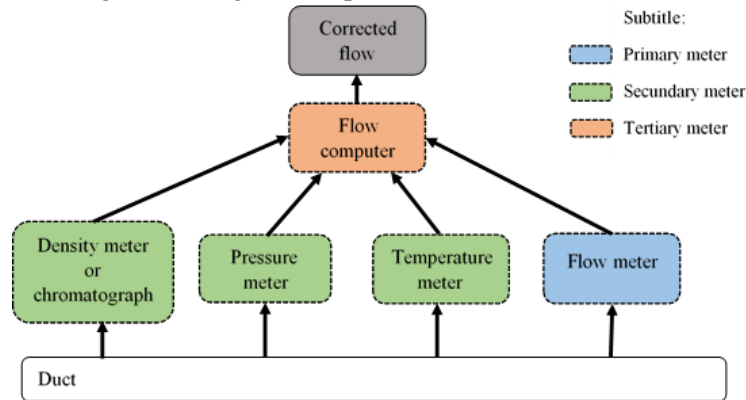 Corrected
flow
Subtitle:
Primary meter
Secundary meter
Tertiary meter
Flow
computer
Density meter
or
chromatograph
Pressure
meter
Temperature
meter
Flow meter
Duct